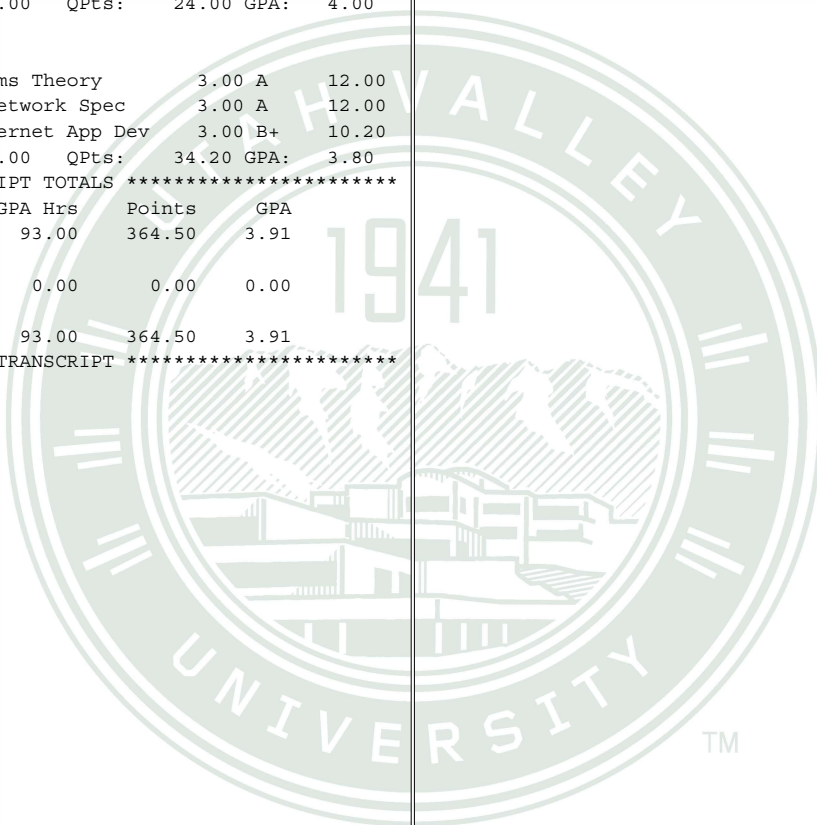 .00 QPts: 24.00 GPA: 4.00
ms Theory 3.00 A 12.00
etwork Spec 3.00 A 12.00
ernet App Dev 3.00 B+ 10.20
.00 QPts: 34.20 GPA: 3.80
IPT TOTALS ***********************
GPA Hrs Points GPA
93.00 364.50 3.91
0.00 0.00 0.00
93.00 364.50 3.91
TRANSCRIPT ***********************
UTAH VALLEY
1941
UNIVERSITY
TM